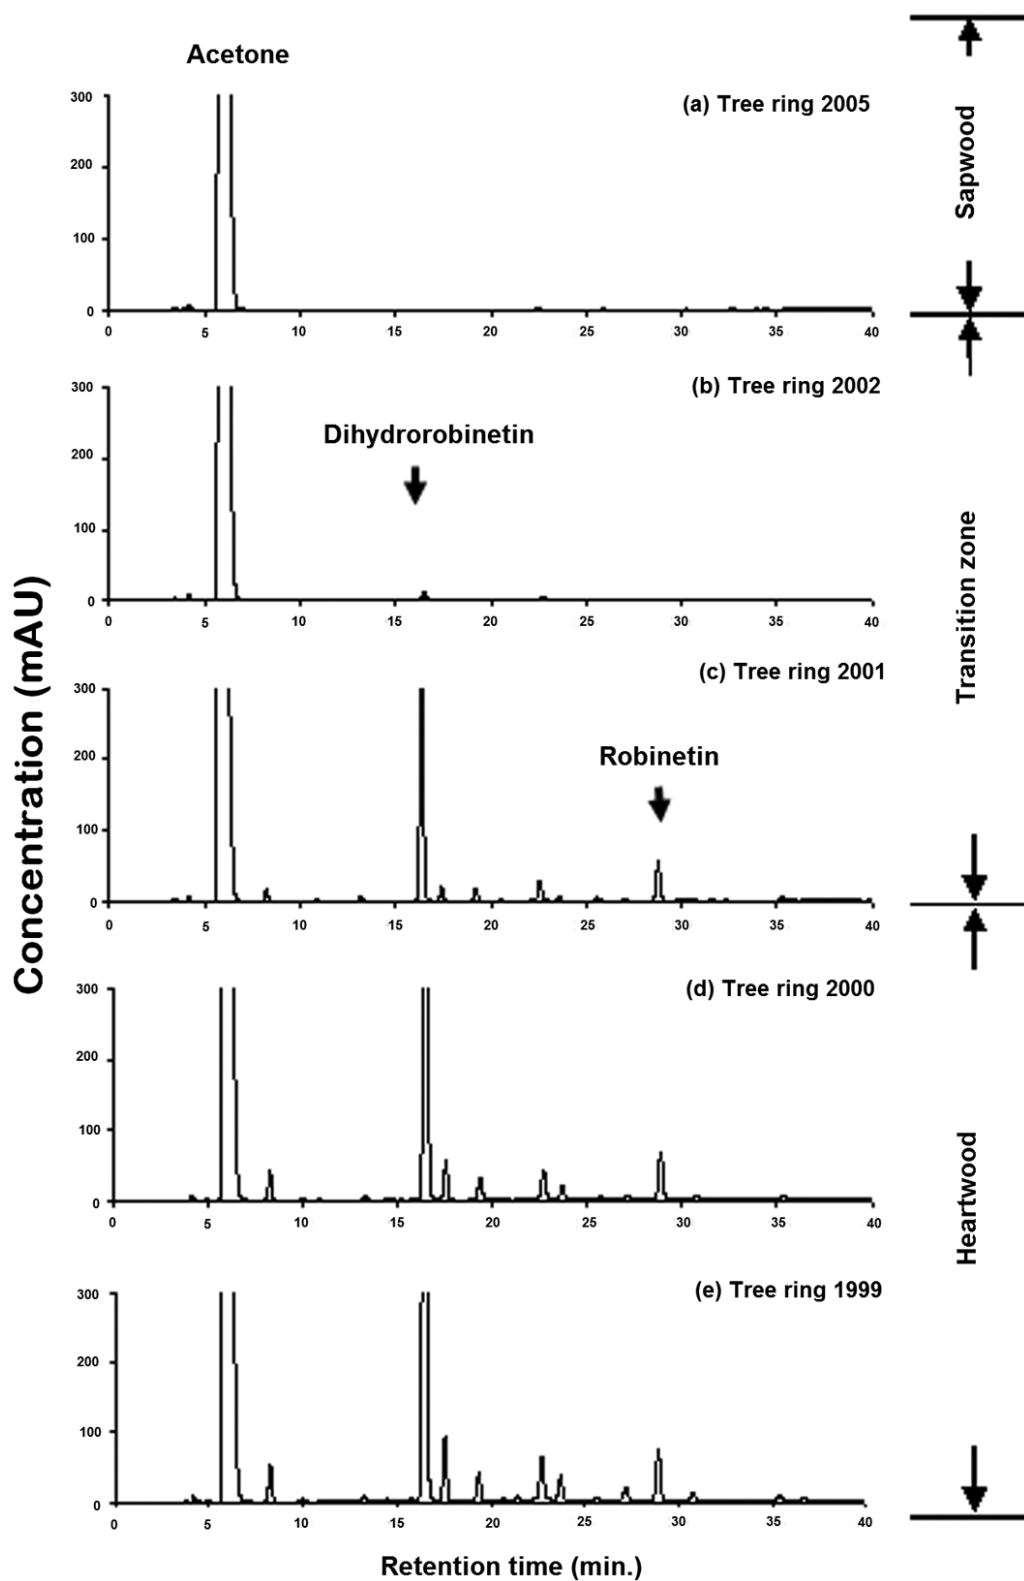 Acetone
(a) Tree ring 2005
300
200
100
0
0 5 10 15 20 25 30 35 40
Sapwood
(b) Tree ring 2002
Dihydrorobinetin
300
200
100
0
0 5 10 15 20 25 30 35 40
Transition zone
Concentration (mAU)
(c) Tree ring 2001
Robinetin
300
200
100
0
0 5 10 15 20 25 30 35 40
(d) Tree ring 2000
300
200
100
0
0 5 10 15 20 25 30 35 40
Heartwood
(e) Tree ring 1999
300
200
100
0
0 5 10 15 20 25 30 35 40
Retention time (min.)